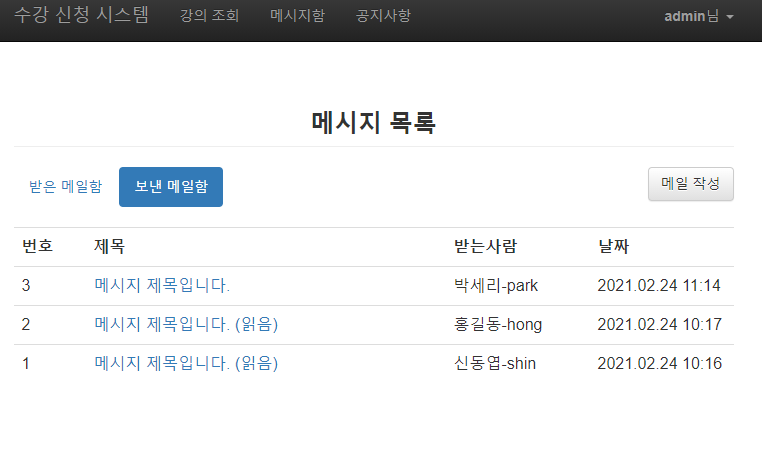 수강 신청 시스템 강의 조회 메시지함 공지사항 admin님
메시지 목록
받은 메일함 보낸 메일함 메일 작성
번호 제목 받는사람 날짜
3 메시지 제목입니다. 박세리-park 2021.02.24 11:14
2 메시지 제목입니다. (읽음) 홍길동-hong 2021.02.24 10:17
1 메시지 제목입니다. (읽음) 신동엽-shin 2021.02.24 10:16